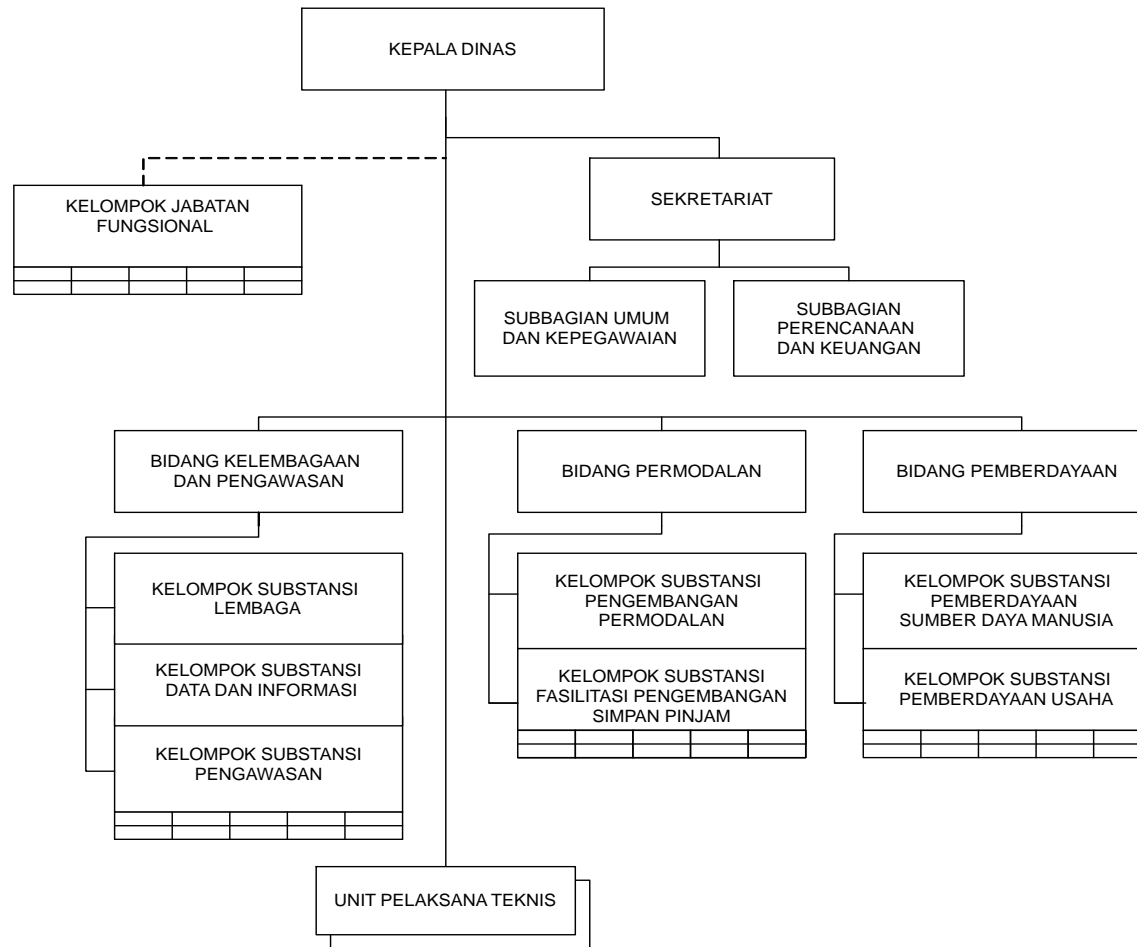 KEPALA DINAS
KELOMPOK JABATAN
FUNGSIONAL
SEKRETARIAT
SUBBAGIAN UMUM
DAN KEPEGAWAIAN
SUBBAGIAN
PERENCANAAN
DAN KEUANGAN
BIDANG KELEMBAGAAN
DAN PENGAWASAN
BIDANG PERMODALAN
BIDANG PEMBERDAYAAN
KELOMPOK SUBSTANSI
LEMBAGA
KELOMPOK SUBSTANSI
DATA DAN INFORMASI
KELOMPOK SUBSTANSI
PENGAWASAN
KELOMPOK SUBSTANSI
PENGEMBANGAN
PERMODALAN
KELOMPOK SUBSTANSI
FASILITASI PENGEMBANGAN
SIMPAN PINJAM
KELOMPOK SUBSTANSI
PEMBERDAYAAN
SUMBER DAYA MANUSIA
KELOMPOK SUBSTANSI
PEMBERDAYAAN USAHA
UNIT PELAKSANA TEKNIS